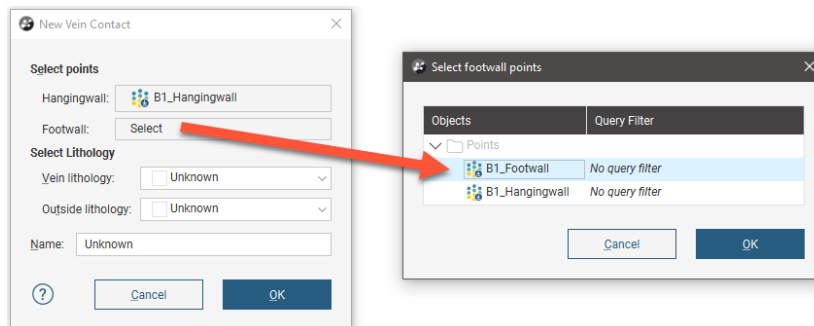 New Vein Contact
Select points
Hangingwall: B1_Hangingwall
Footwall: Select
Select Lithology
Vein lithology: Unknown
Outside lithology: Unknown
Name: Unknown
? Cancel OK
Select footwall points
Objects Query Filter
Points
B1_Footwall No query filter
B1_Hangingwall No query filter
Cancel OK